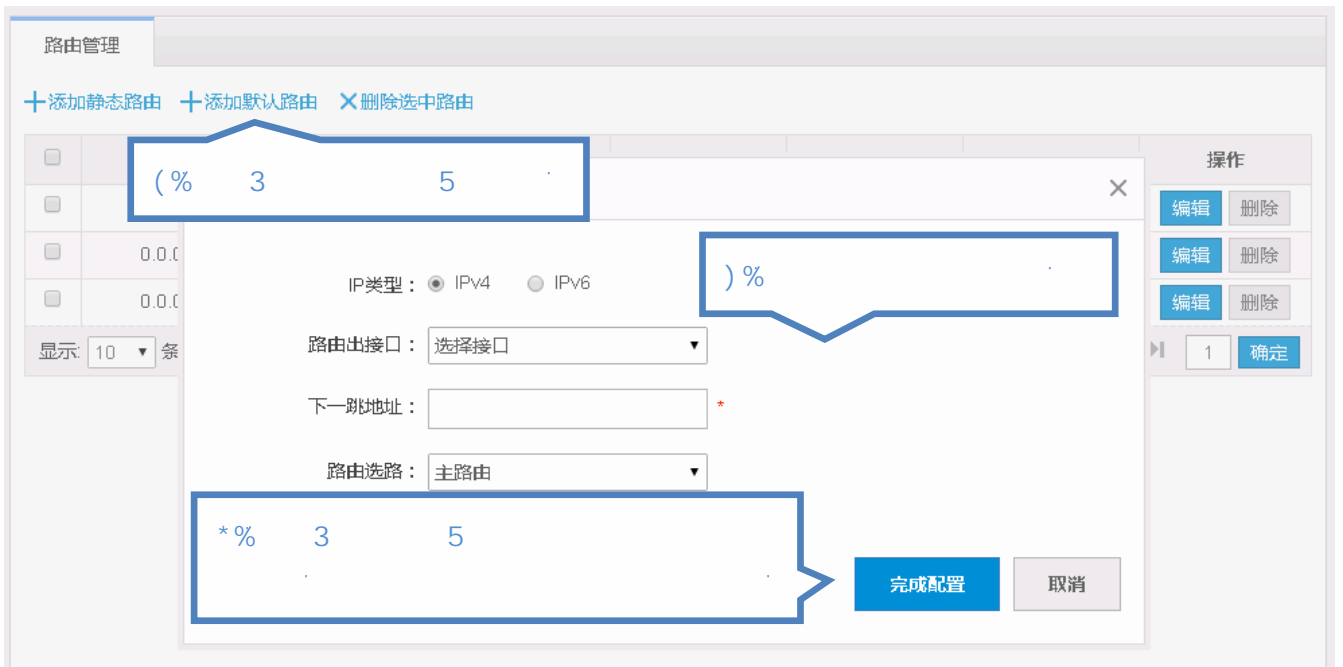 路由管理
添加静态路由 添加默认路由 删除选中路由
操作
(% 3 5
编辑 删除
0.0.0
)%
编辑 删除
IP类型： IPv4 IPv6
0.0.0
编辑 删除
路由出接口： 选择接口
显示: 10 条
1 确定
下一跳地址： *
路由选路： 主路由
*% 3 5
完成配置 取消